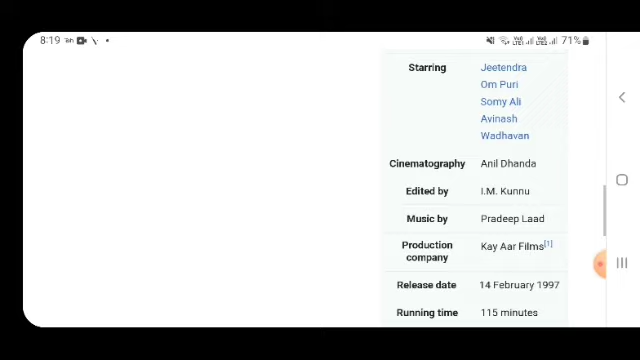 8:19
71%
Starring Jeetendra
Om Puri
Somy Ali
Avinash
Wadhavan
Cinematography Anil Dhanda
Edited by I.M. Kunnu
Music by Pradeep Laad
Production company Kay Aar Films[1]
Release date 14 February 1997
Running time 115 minutes